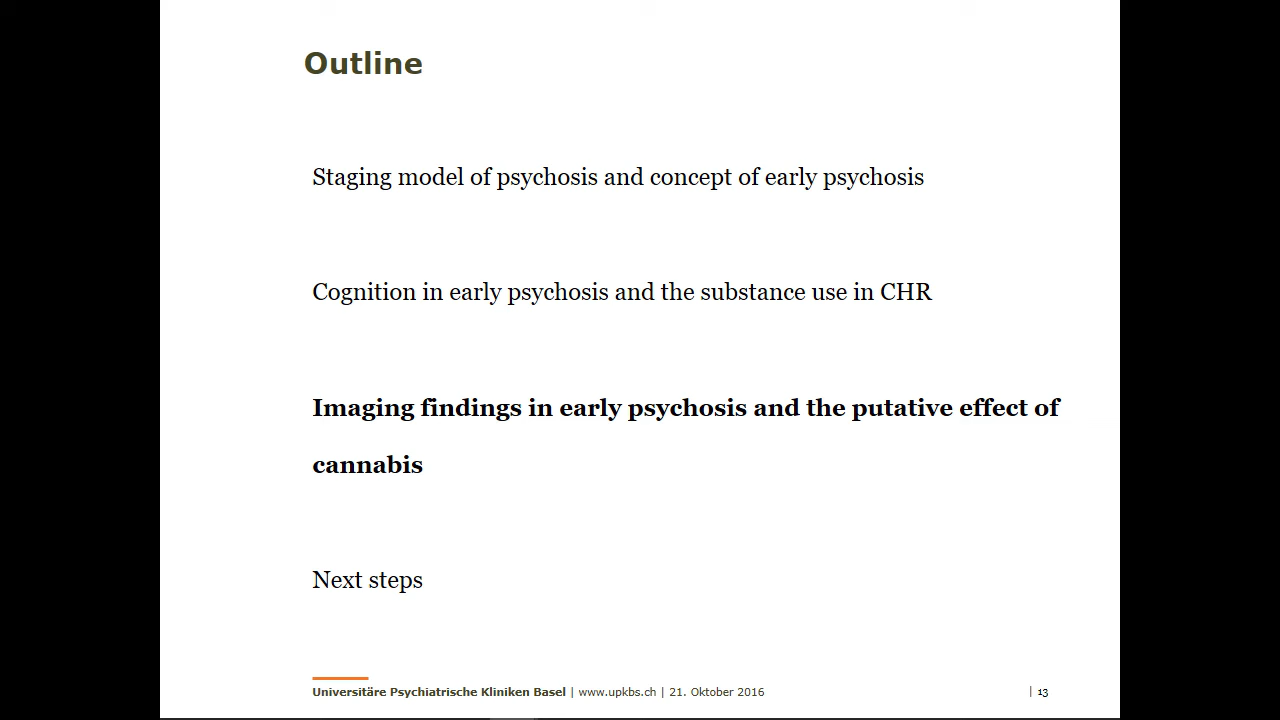 Outline
Staging model of psychosis and concept of early psychosis
Cognition in early psychosis and the substance use in CHR
Imaging findings in early psychosis and the putative effect of
cannabis
Next steps
Universitäre Psychiatrische Kliniken Basel | www.upkbs.ch | 21. Oktober 2016 | 13